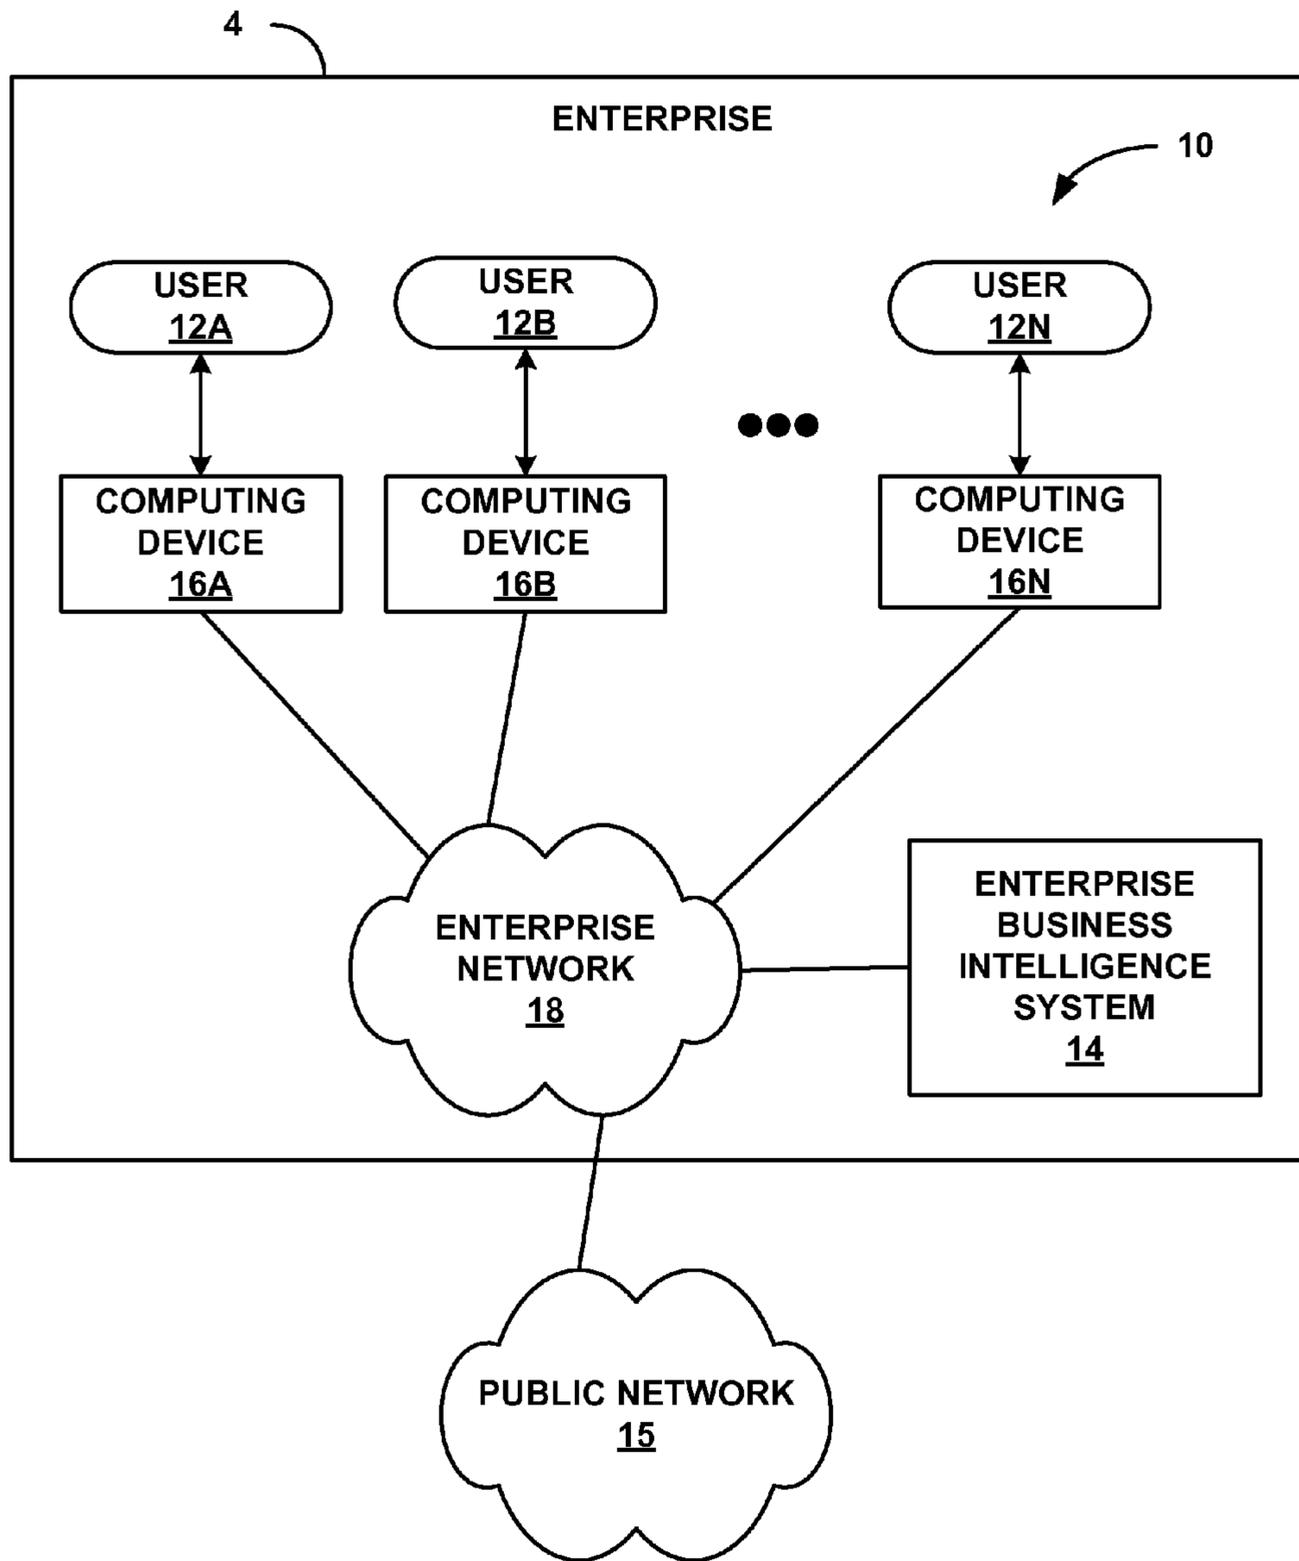 4
ENTERPRISE
10
USER
12A
USER
12B
USER
12N
COMPUTING
DEVICE
16A
COMPUTING
DEVICE
16B
COMPUTING
DEVICE
16N
ENTERPRISE
NETWORK
18
ENTERPRISE
BUSINESS
INTELLIGENCE
SYSTEM
14
PUBLIC NETWORK
15